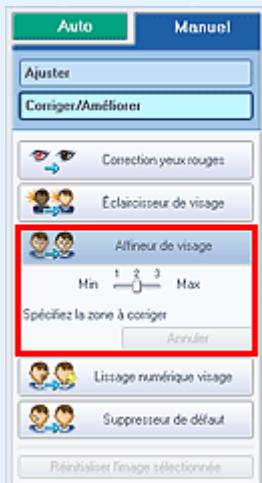 Auto Manuel
Ajuster
Corriger/Améliorer
Correction yeux rouges
Éclaircisseur de visage
Affineur de visage
1 2 3
Min Max
Spécifiez la zone à corriger
Annuler
Lissage numérique visage
Suppresseur de défaut
Réinitialiser l'image sélectionnée